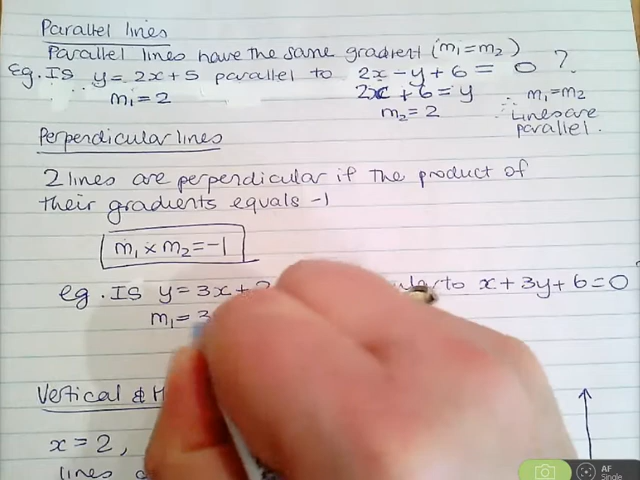 Parallel lines
Parallel lines have the same gradient (m₁=m₂)
Eg. Is y = 2x+5 parallel to 2x - y + 6 = 0 ?
m₁ = 2
2x + 6 = y
m₂ = 2
∴ m₁=m₂
∴ Lines are parallel.
Perpendicular lines
2 lines are perpendicular if the product of
their gradients equals -1
m₁ × m₂ = -1
eg. Is y = 3x + to x + 3y + 6 = 0
m₁ = 3
Vertical &
x = 2,
lines
AF
Single